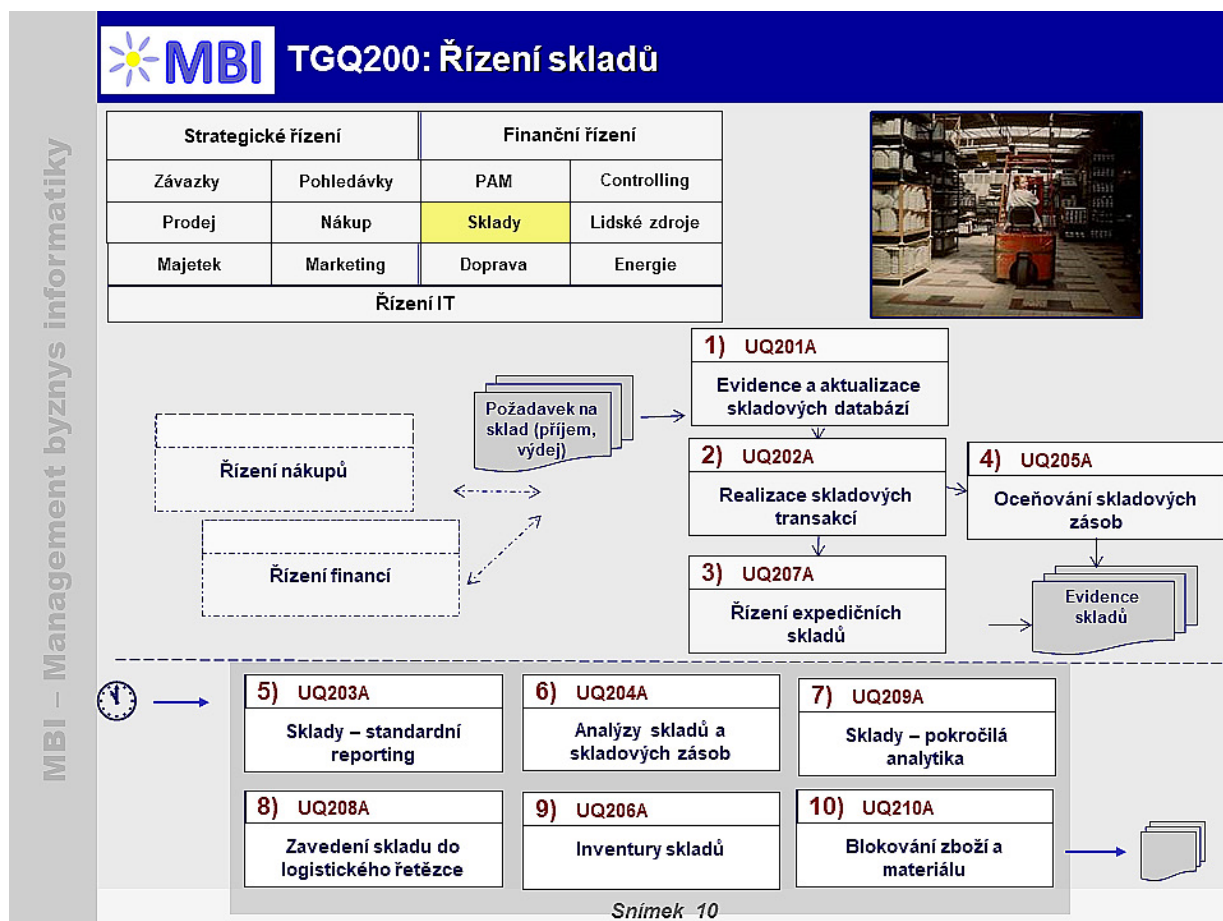 MBI
TGQ200: Řízení skladů
MBI – Management byznys informatiky
Strategické řízení
Finanční řízení
Závazky
Pohledávky
PAM
Controlling
Prodej
Nákup
Sklady
Lidské zdroje
Majetek
Marketing
Doprava
Energie
Řízení IT
Požadavek na
sklad (příjem,
výdej)
Řízení nákupů
Řízení financí
1) UQ201A
Evidence a aktualizace
skladových databází
2) UQ202A
Realizace skladových
transakcí
3) UQ207A
Řízení expedičních
skladů
4) UQ205A
Oceňování skladových
zásob
Evidence
skladů
5) UQ203A
Sklady – standardní
reporting
6) UQ204A
Analýzy skladů a
skladových zásob
7) UQ209A
Sklady – pokročilá
analytika
8) UQ208A
Zavedení skladu do
logistického řetězce
9) UQ206A
Inventury skladů
10) UQ210A
Blokování zboží a
materiálu
Snímek 10